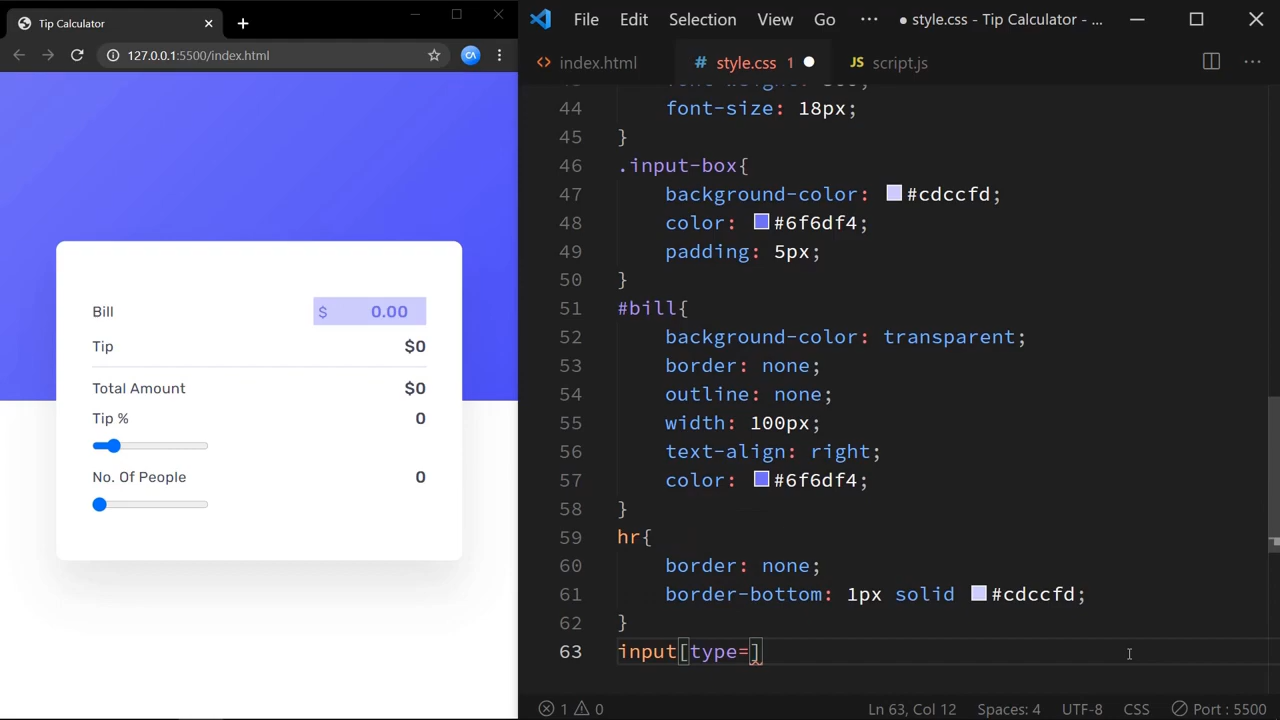 Tip Calculator
127.0.0.1:5500/index.html
Bill
$ 0.00
Tip
$0
Total Amount
$0
Tip %
0
No. Of People
0
File Edit Selection View Go ··· ● style.css - Tip Calculator - ...
<> index.html
# style.css 1 ●
JS script.js
44 font-size: 18px;
45 }
46 .input-box{
47 background-color: #cdccfd;
48 color: #6f6df4;
49 padding: 5px;
50 }
51 #bill{
52 background-color: transparent;
53 border: none;
54 outline: none;
55 width: 100px;
56 text-align: right;
57 color: #6f6df4;
58 }
59 hr{
60 border: none;
61 border-bottom: 1px solid #cdccfd;
62 }
63 input[type=]
1 0 Ln 63, Col 12 Spaces: 4 UTF-8 CSS Port : 5500